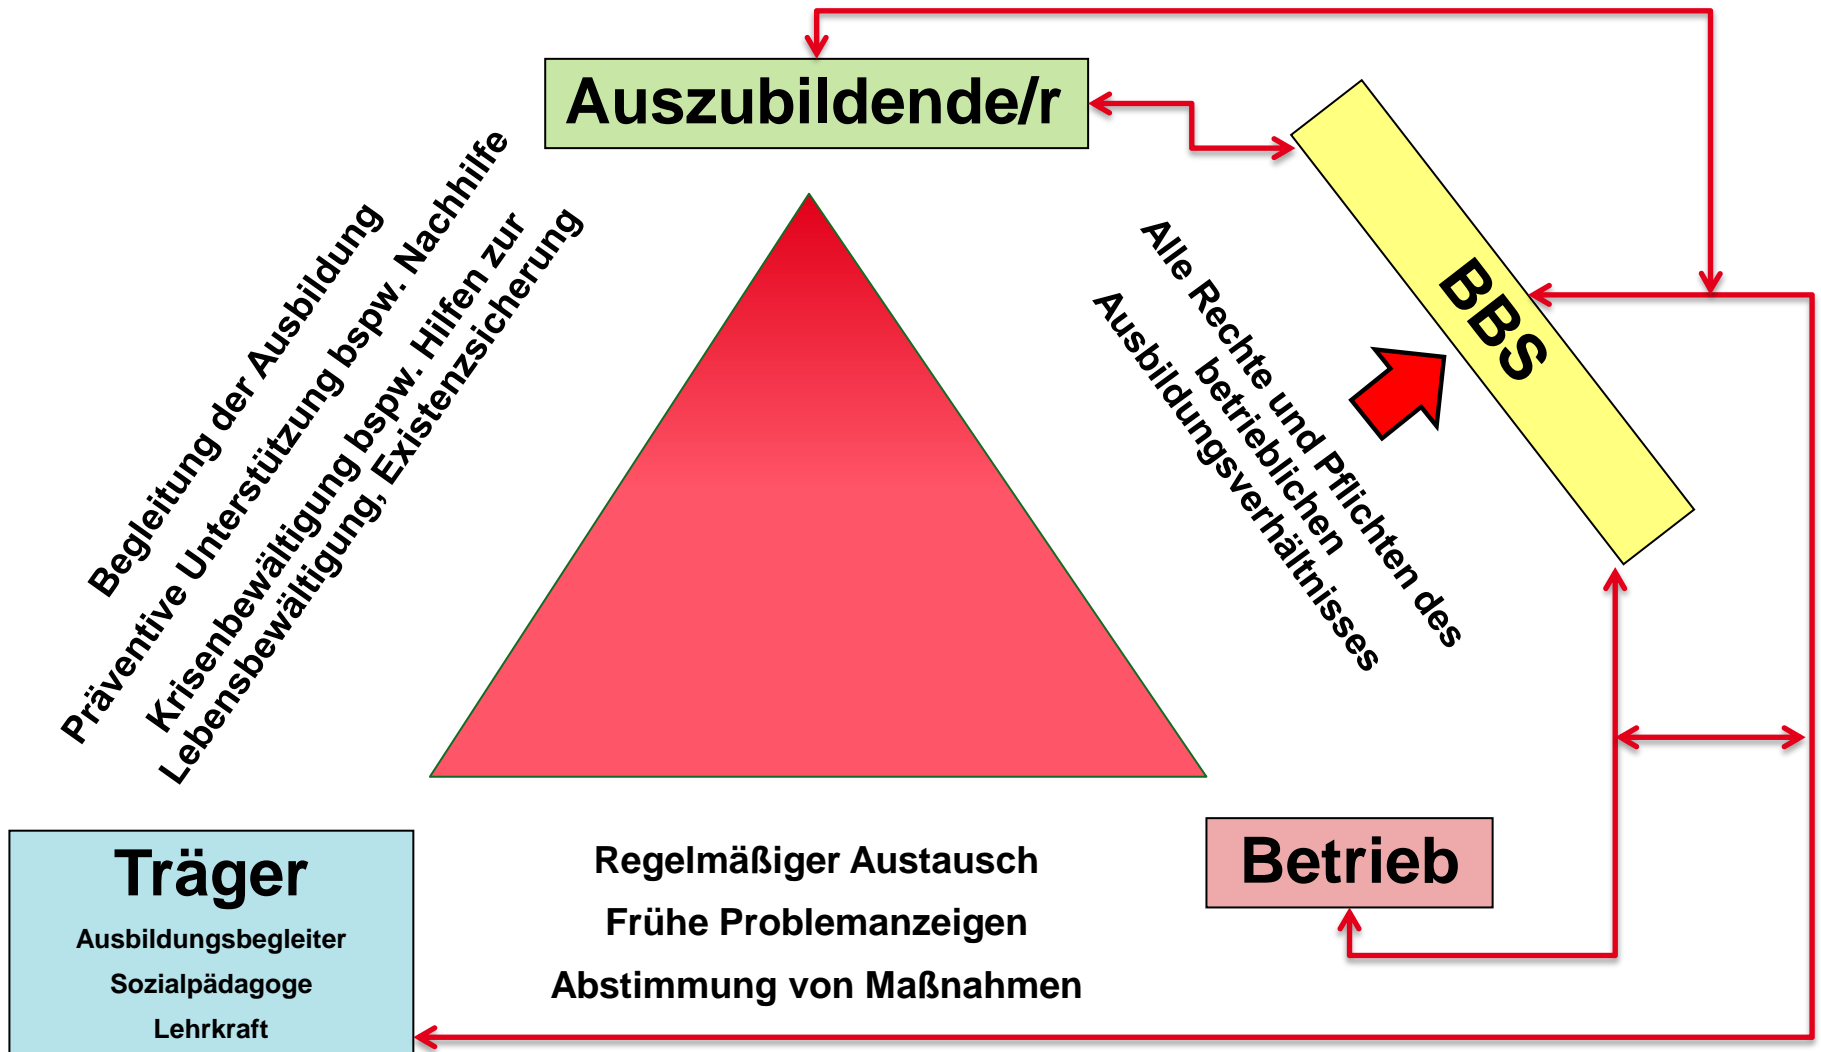 Auszubildende/r
Begleitung der Ausbildung
Präventive Unterstützung bspw. Nachhilfe
Krisenbewältigung bspw. Hilfen zur
Lebensbewältigung, Existenzsicherung
Alle Rechte und Pflichten des
betrieblichen
Ausbildungsverhältnisses
BBS
Träger
Ausbildungsbegleiter
Sozialpädagoge
Lehrkraft
Regelmäßiger Austausch
Frühe Problemanzeigen
Abstimmung von Maßnahmen
Betrieb